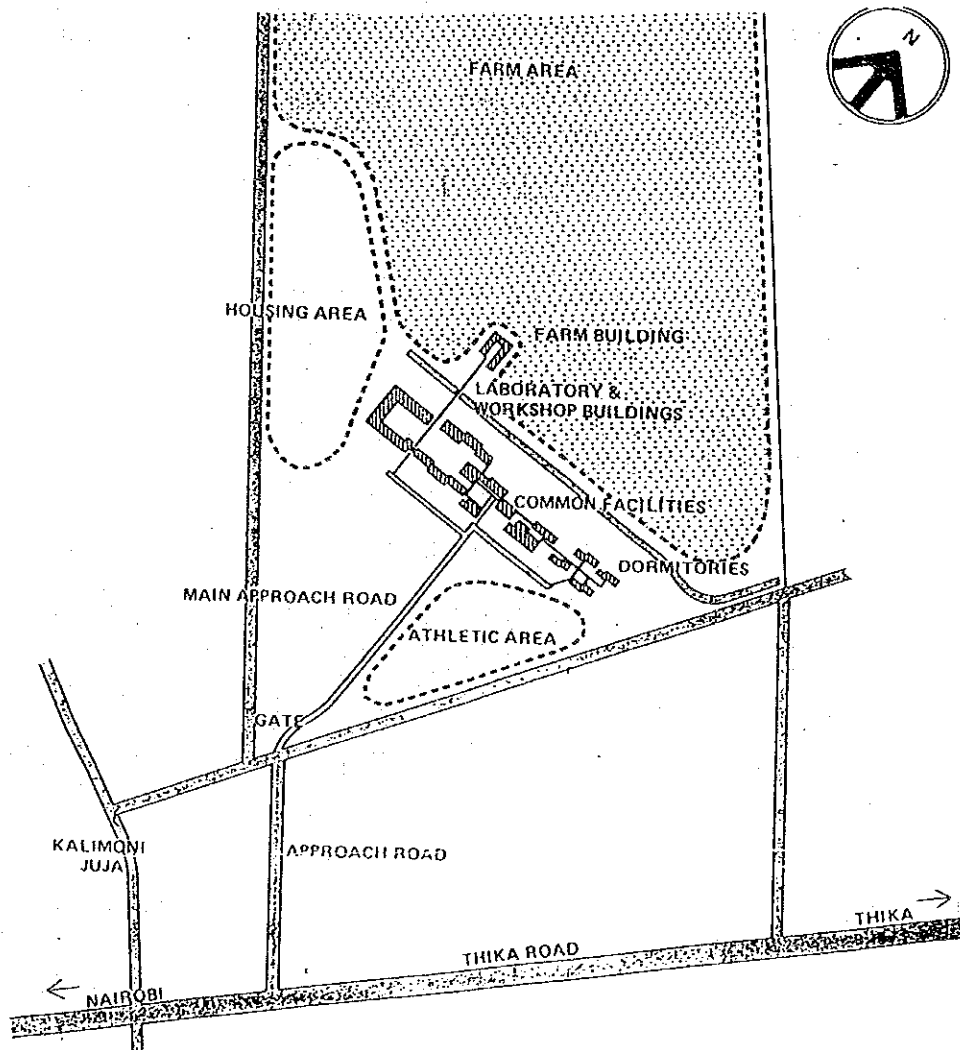 N
FARM AREA
HOUSING AREA
FARM BUILDING
LABORATORY &
WORKSHOP BUILDINGS
COMMON FACILITIES
DORMITORIES
MAIN APPROACH ROAD
ATHLETIC AREA
GATE
KALIMONI
JUJA
APPROACH ROAD
THIKA
THIKA ROAD
NAIROBI